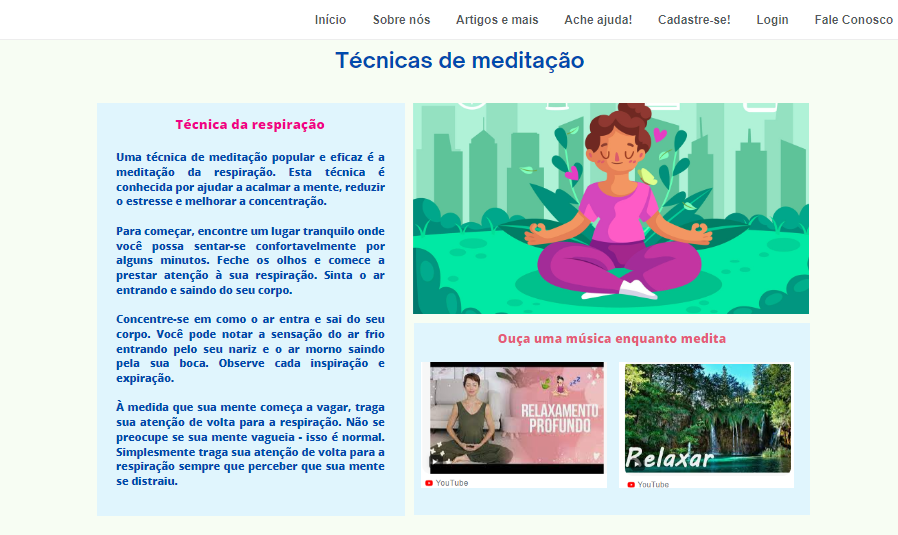 Início Sobre nós Artigos e mais Ache ajuda! Cadastre-se! Login Fale Conosco
Técnicas de meditação
Técnica da respiração
Uma técnica de meditação popular e eficaz é a
meditação da respiração. Esta técnica é
conhecida por ajudar a acalmar a mente, reduzir
o estresse e melhorar a concentração.
Para começar, encontre um lugar tranquilo onde
você possa sentar-se confortavelmente por
alguns minutos. Feche os olhos e comece a
prestar atenção à sua respiração. Sinta o ar
entrando e saindo do seu corpo.
Concentre-se em como o ar entra e sai do seu
corpo. Você pode notar a sensação do ar frio
entrando pelo seu nariz e o ar morno saindo
pela sua boca. Observe cada inspiração e
expiração.
À medida que sua mente começa a vagar, traga
sua atenção de volta para a respiração. Não se
preocupe se sua mente vagueia - isso é normal.
Simplesmente traga sua atenção de volta para a
respiração sempre que perceber que sua mente
se distraiu.
Ouça uma música enquanto medita
RELAXAMENTO
PROFUNDO
YouTube
Relaxar
YouTube